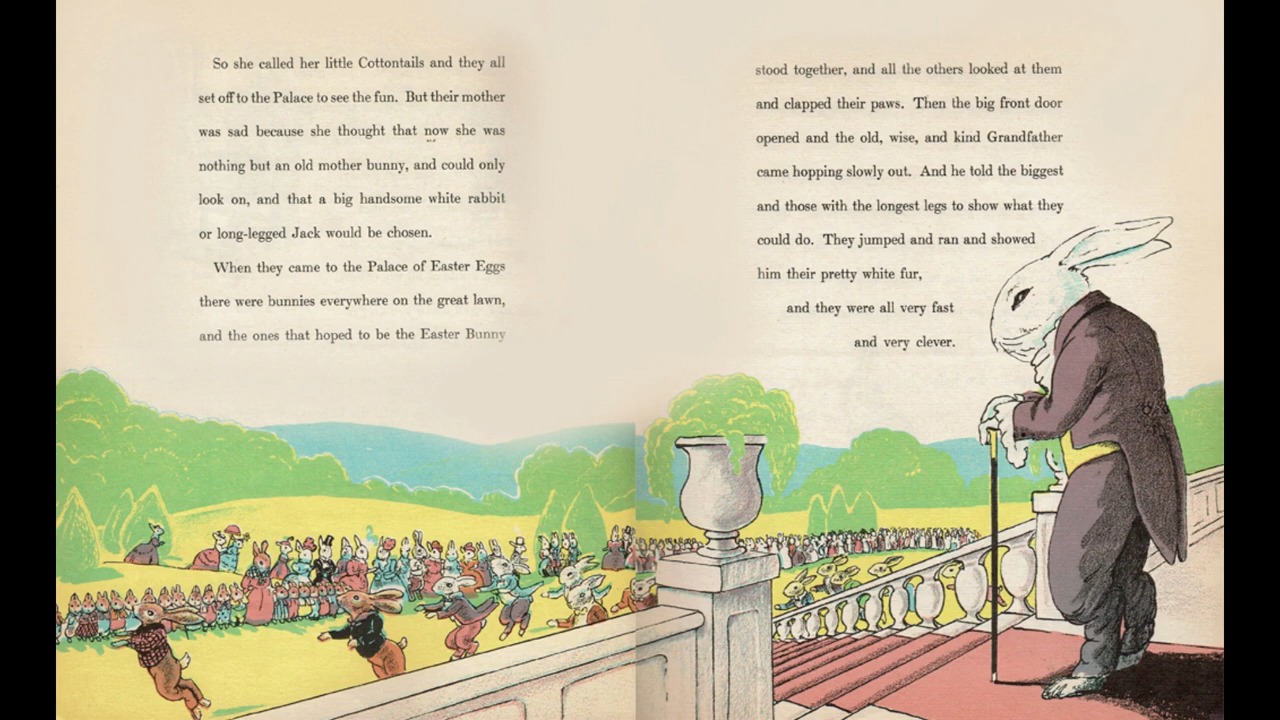 So she called her little Cottontails and they all
set off to the Palace to see the fun. But their mother
was sad because she thought that now she was
nothing but an old mother bunny, and could only
look on, and that a big handsome white rabbit
or long-legged Jack would be chosen.
When they came to the Palace of Easter Eggs
there were bunnies everywhere on the great lawn,
and the ones that hoped to be the Easter Bunny
stood together, and all the others looked at them
and clapped their paws. Then the big front door
opened and the old, wise, and kind Grandfather
came hopping slowly out. And he told the biggest
and those with the longest legs to show what they
could do. They jumped and ran and showed
him their pretty white fur,
and they were all very fast
and very clever.